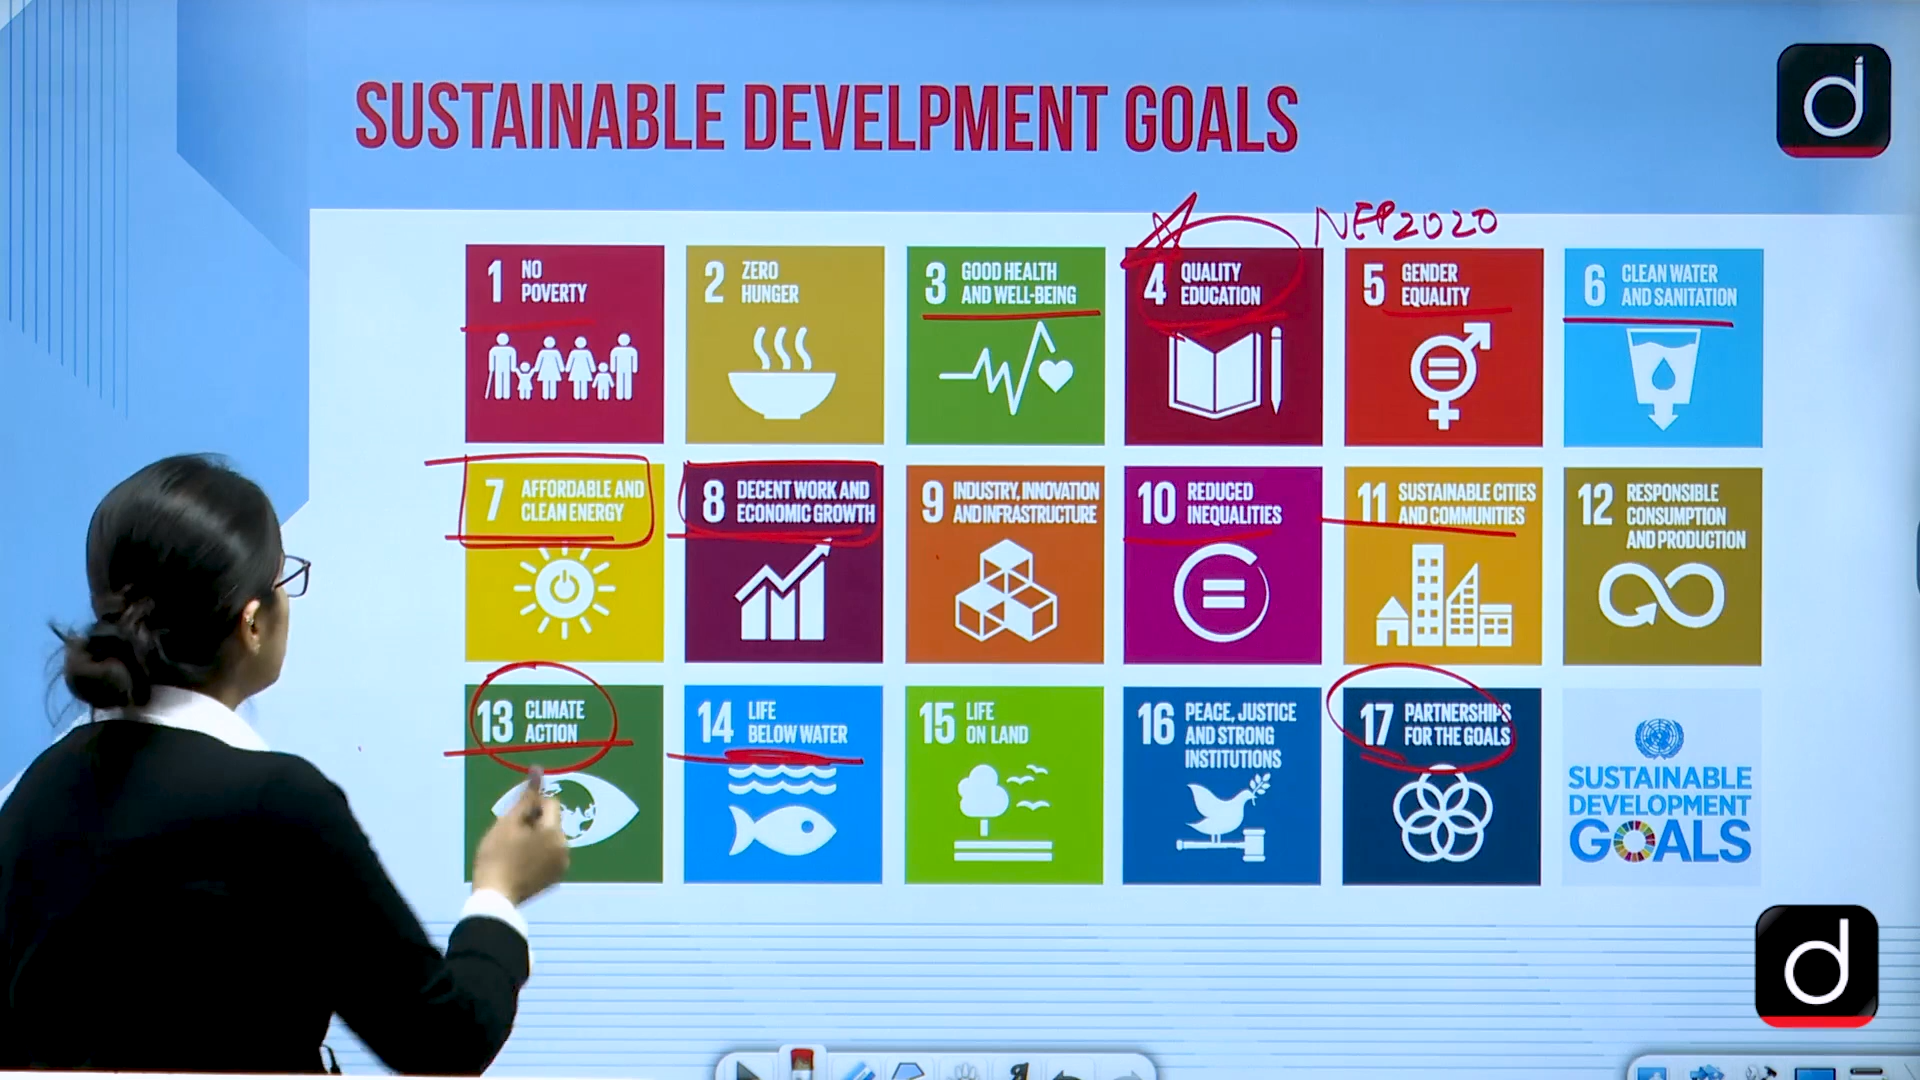 SUSTAINABLE DEVELPMENT GOALS
NEP2020
1 NO
POVERTY
2 ZERO
HUNGER
3 GOOD HEALTH
AND WELL-BEING
4 QUALITY
EDUCATION
5 GENDER
EQUALITY
6 CLEAN WATER
AND SANITATION
7 AFFORDABLE AND
CLEAN ENERGY
8 DECENT WORK AND
ECONOMIC GROWTH
9 INDUSTRY, INNOVATION
AND INFRASTRUCTURE
10 REDUCED
INEQUALITIES
11 SUSTAINABLE CITIES
AND COMMUNITIES
12 RESPONSIBLE
CONSUMPTION
AND PRODUCTION
13 CLIMATE
ACTION
14 LIFE
BELOW WATER
15 LIFE
ON LAND
16 PEACE, JUSTICE
AND STRONG
INSTITUTIONS
17 PARTNERSHIPS
FOR THE GOALS
SUSTAINABLE
DEVELOPMENT
GOALS
d
d